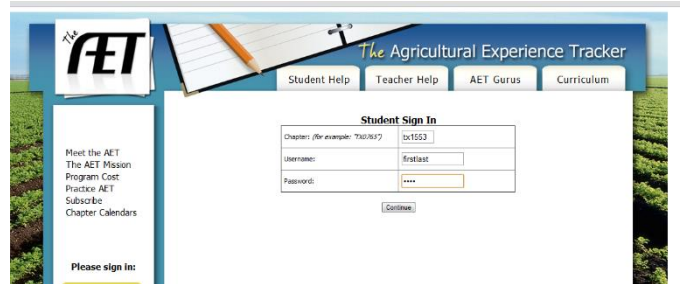 The AET
The Agricultural Experience Tracker
Student Help Teacher Help AET Gurus Curriculum
Student Sign In
Chapter: (for example: "TX0765") tx1553
Username: firstlast
Password: ••••
Continue
Meet the AET
The AET Mission
Program Cost
Practice AET
Subscribe
Chapter Calendars
Please sign in: